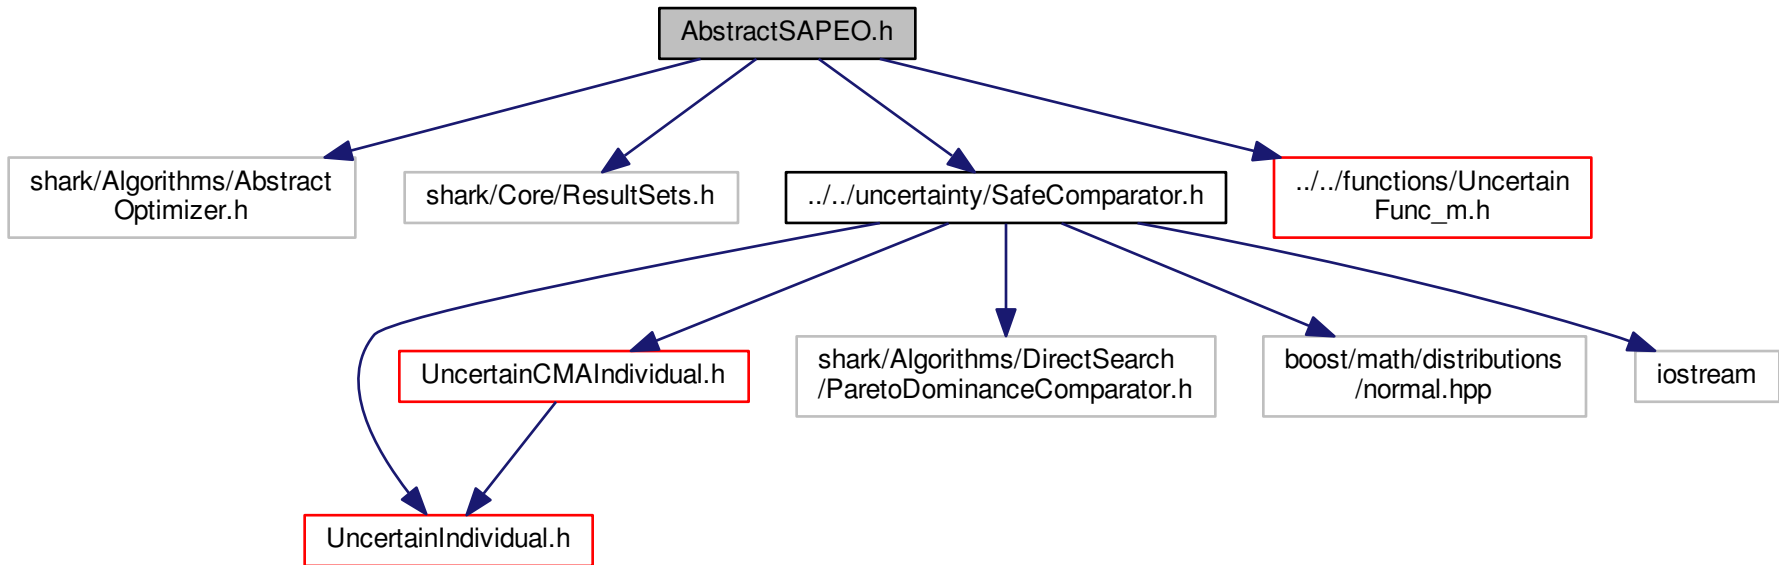 AbstractSAPEO.h
shark/Algorithms/Abstract
Optimizer.h
shark/Core/ResultSets.h
../../uncertainty/SafeComparator.h
../../functions/Uncertain
Func_m.h
UncertainCMAIndividual.h
shark/Algorithms/DirectSearch
/ParetoDominanceComparator.h
boost/math/distributions
/normal.hpp
iostream
UncertainIndividual.h